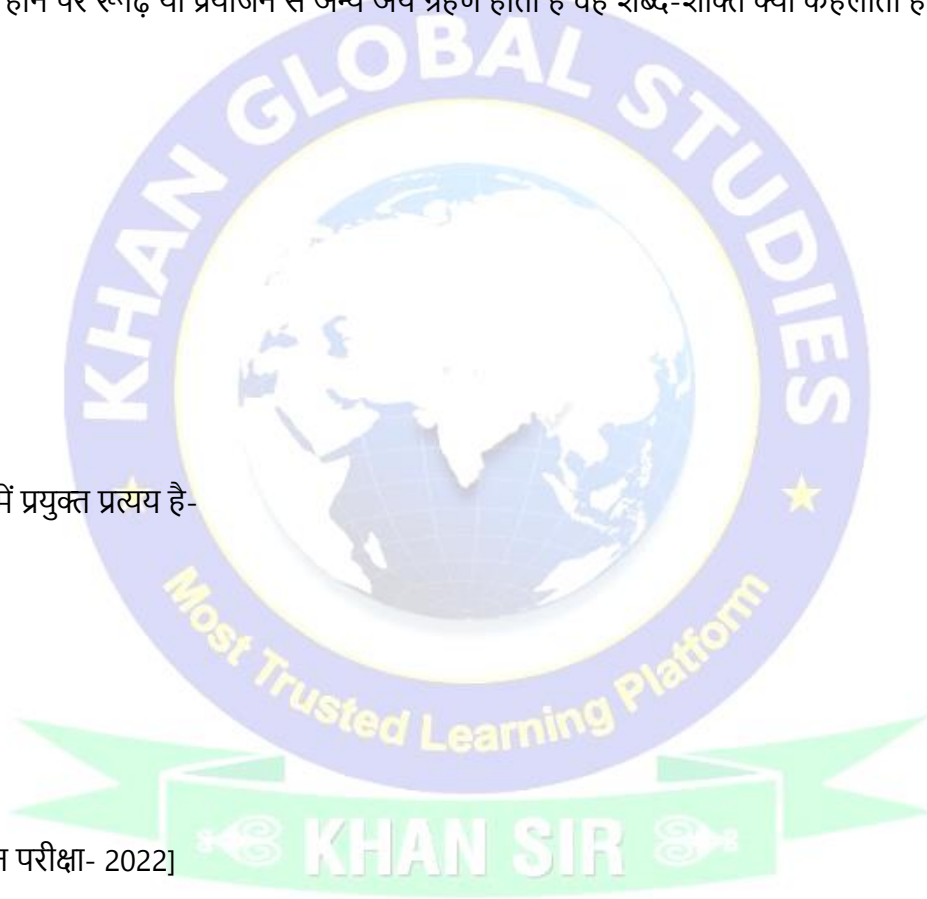 होने पर रूढ़ि या प्रयोजन से अन्य अर्थ ग्रहण होता है वह शब्द-शक्ति क्या कहलाती है
KHAN GLOBAL STUDIES
में प्रयुक्त प्रत्यय है-
Most Trusted Learning Platform
KHAN SIR
परीक्षा- 2022]